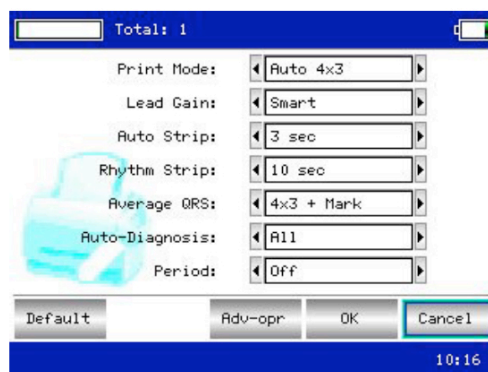 Total: 1
Print Mode: Auto 4x3
Lead Gain: Smart
Auto Strip: 3 sec
Rhythm Strip: 10 sec
Average QRS: 4x3 + Mark
Auto-Diagnosis: All
Period: Off
Default Adv-opr OK Cancel
10:16